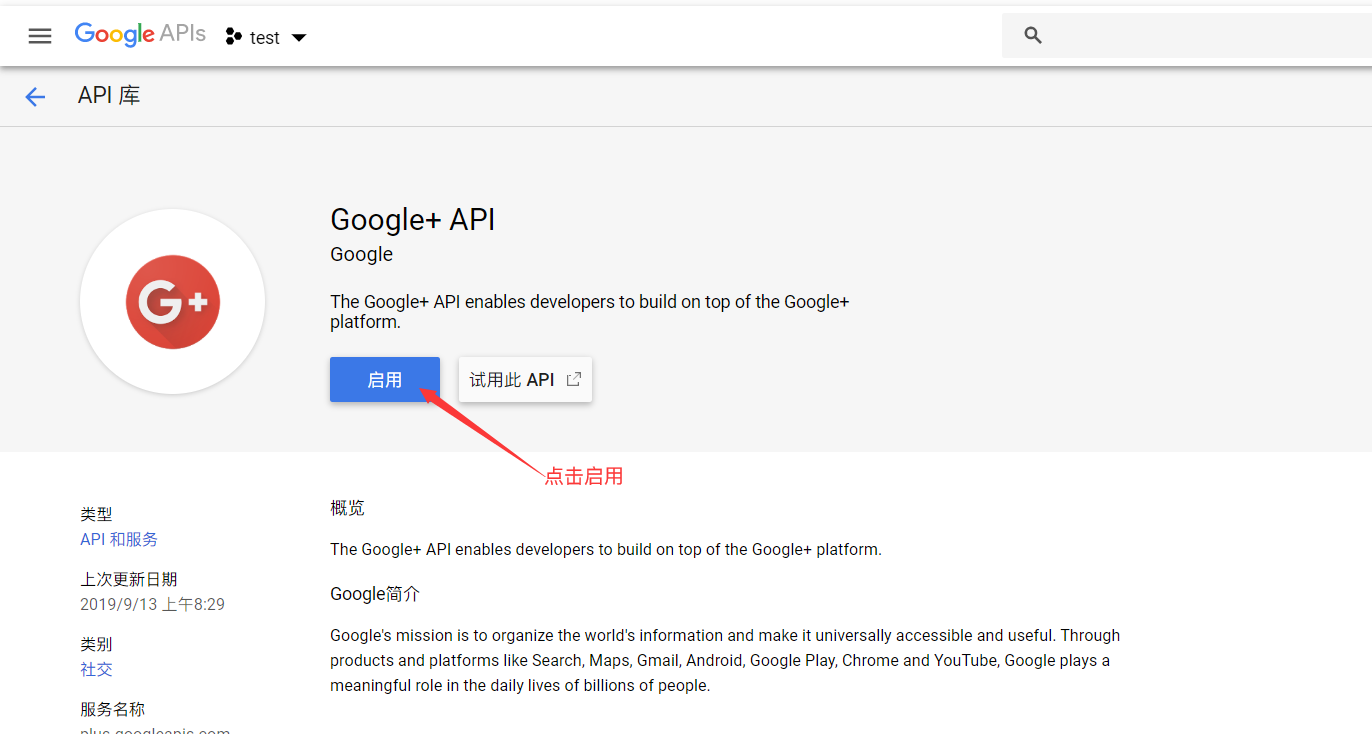 Google APIs test
API 库
Google+ API
Google
The Google+ API enables developers to build on top of the Google+
platform.
G+
启用
试用此 API
点击启用
类型
API 和服务
上次更新日期
2019/9/13 上午8:29
类别
社交
服务名称
plus.googleapis.com
概览
The Google+ API enables developers to build on top of the Google+ platform.
Google简介
Google's mission is to organize the world's information and make it universally accessible and useful. Through
products and platforms like Search, Maps, Gmail, Android, Google Play, Chrome and YouTube, Google plays a
meaningful role in the daily lives of billions of people.